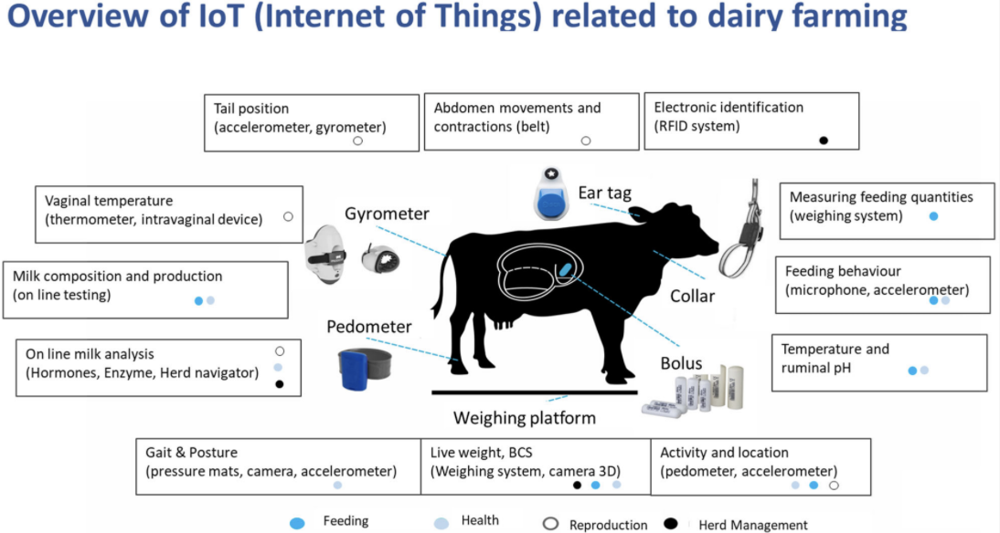 Overview of IoT (Internet of Things) related to dairy farming
Tail position
(accelerometer, gyrometer)
Abdomen movements and
contractions (belt)
Electronic identification
(RFID system)
Vaginal temperature
(thermometer, intravaginal device)
Gyrometer
Ear tag
Measuring feeding quantities
(weighing system)
Milk composition and production
(on line testing)
Collar
Feeding behaviour
(microphone, accelerometer)
Pedometer
On line milk analysis
(Hormones, Enzyme, Herd navigator)
Bolus
Temperature and
ruminal pH
Weighing platform
Gait & Posture
(pressure mats, camera, accelerometer)
Live weight, BCS
(Weighing system, camera 3D)
Activity and location
(pedometer, accelerometer)
Feeding
Health
Reproduction
Herd Management